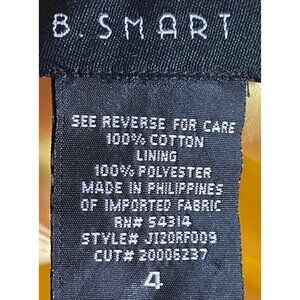 B.SMART
SEE REVERSE FOR CARE
100% COTTON
LINING
100% POLYESTER
MADE IN PHILIPPINES
OF IMPORTED FABRIC
RN# 54314
STYLE# J120RF009
CUT# 20006237
4